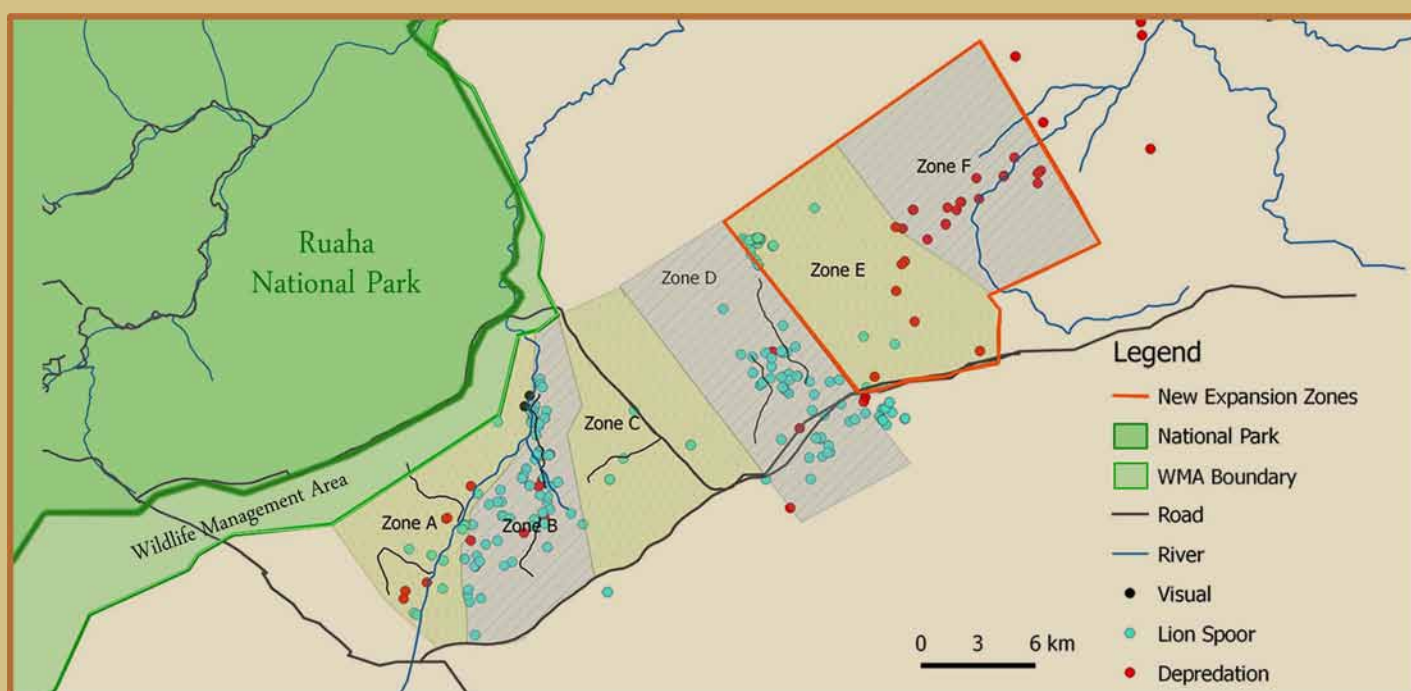 Ruaha
National Park
Wildlife Management Area
Zone A
Zone B
Zone C
Zone D
Zone E
Zone F
Legend
New Expansion Zones
National Park
WMA Boundary
Road
River
Visual
Lion Spoor
Depredation
0 3 6 km